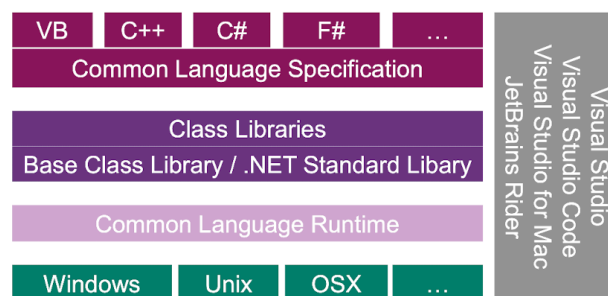 VB C++ C# F# ...
Common Language Specification
Class Libraries
Base Class Library / .NET Standard Libary
Common Language Runtime
Windows Unix OSX ...
Visual Studio
Visual Studio Code
Visual Studio for Mac
JetBrains Rider